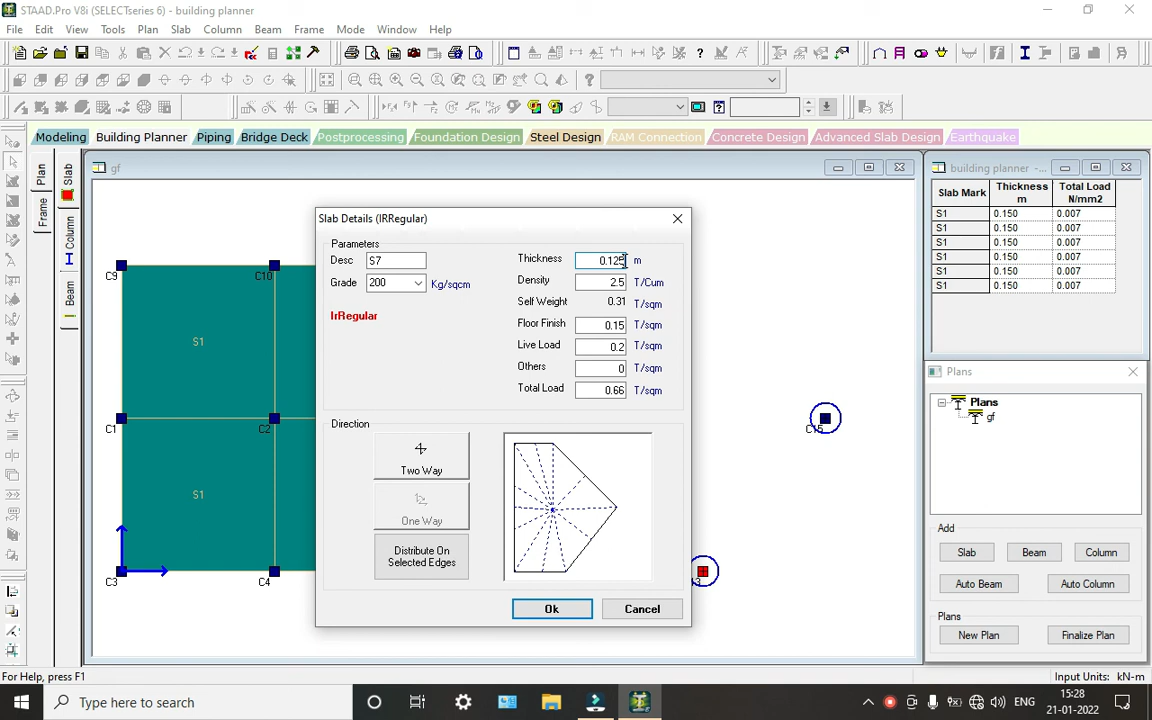 STAAD.Pro V8i (SELECTseries 6) - building planner
File Edit View Tools Plan Slab Column Beam Frame Mode Window Help
Modeling Building Planner Piping Bridge Deck Postprocessing Foundation Design Steel Design RAM Connection Concrete Design Advanced Slab Design Earthquake
Plan
Frame
Slab
Column
Beam
gf
C9 C10
S1
C1 C2
S1
C3 C4
C15
Slab Details (IRRegular)
Parameters
Desc S7
Grade 200 Kg/sqcm
IrRegular
Thickness 0.125 m
Density 2.5 T/Cum
Self Weight 0.31 T/sqm
Floor Finish 0.15 T/sqm
Live Load 0.2 T/sqm
Others 0 T/sqm
Total Load 0.66 T/sqm
Direction
Two Way
One Way
Distribute On
Selected Edges
Ok Cancel
building planner -...
Slab Mark Thickness m Total Load N/mm2
S1 0.150 0.007
S1 0.150 0.007
S1 0.150 0.007
S1 0.150 0.007
S1 0.150 0.007
S1 0.150 0.007
Plans
Plans
gf
Add
Slab Beam Column
Auto Beam Auto Column
Plans
New Plan Finalize Plan
For Help, press F1
Input Units: kN-m
Type here to search
ENG
15:28
21-01-2022